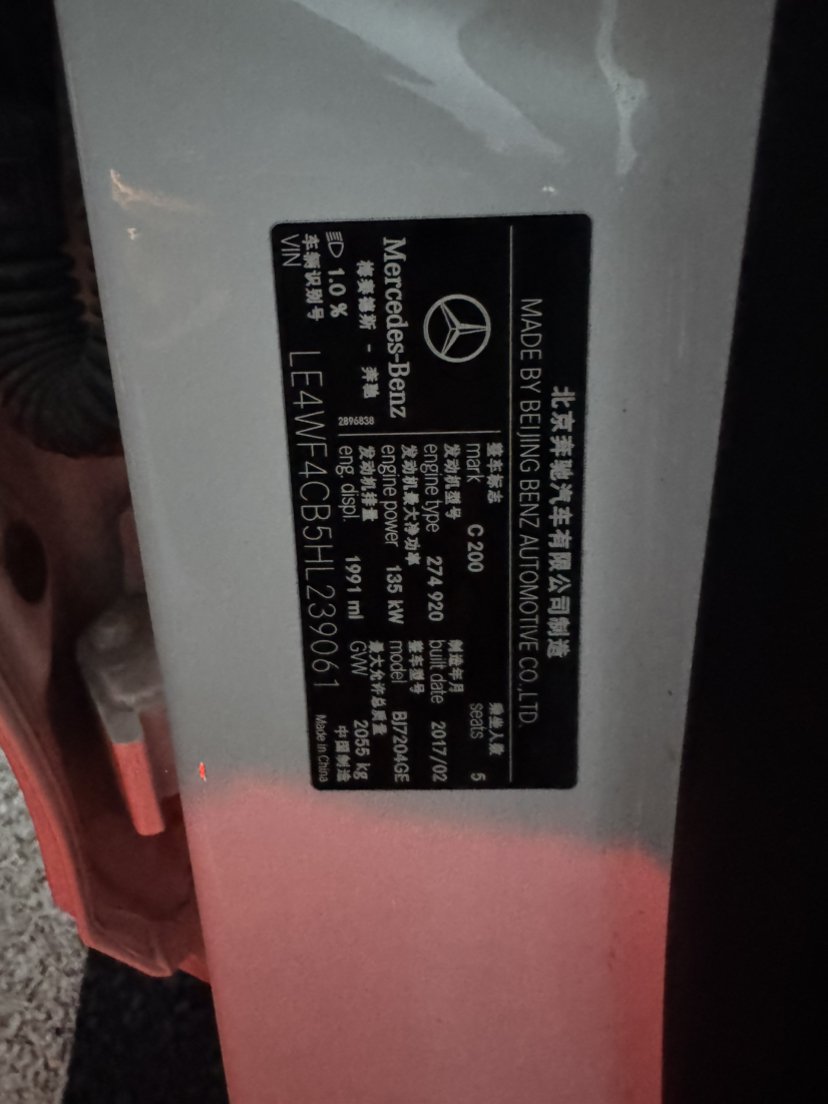 北京奔驰汽车有限公司制造
MADE BY BEIJING BENZ AUTOMOTIVE CO.,LTD.
Mercedes-Benz
梅赛德斯 - 奔驰
2896838
1.0 %
整车标志
mark C 200
乘坐人数
seats 5
发动机型号
engine type 274 920
制造年月
built date 2017/02
发动机最大净功率
engine power 135 kW
整车型号
model BJ7204GE
发动机排量
eng. displ. 1991 ml
最大允许总质量
GVW 2055 kg
车辆识别号
VIN LE4WF4CB5HL239061
中国制造
Made in China